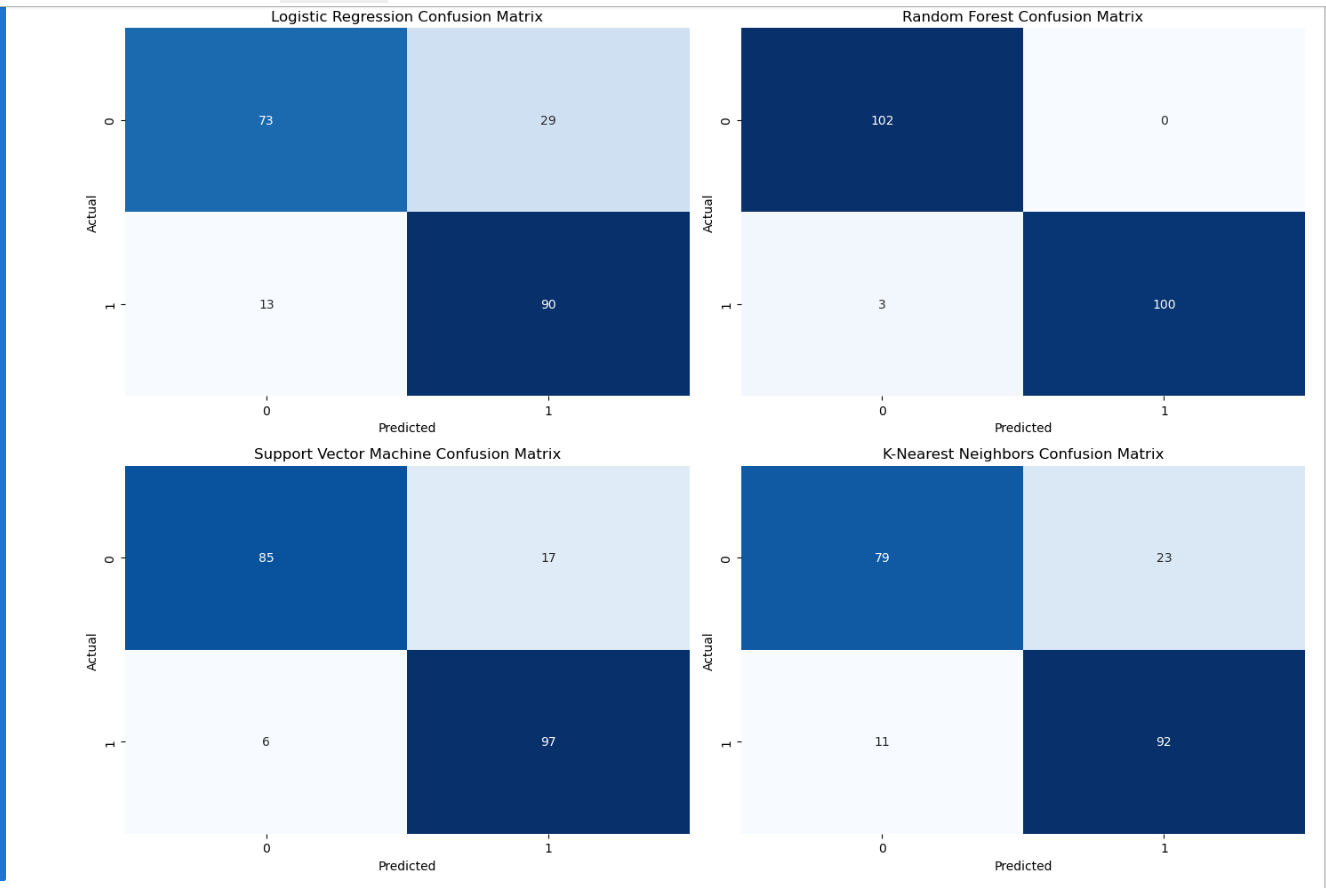 Logistic Regression Confusion Matrix
0
73
29
Actual
1
13
90
0
1
Predicted
Random Forest Confusion Matrix
0
102
0
Actual
1
3
100
0
1
Predicted
Support Vector Machine Confusion Matrix
0
85
17
Actual
1
6
97
0
1
Predicted
K-Nearest Neighbors Confusion Matrix
0
79
23
Actual
1
11
92
0
1
Predicted